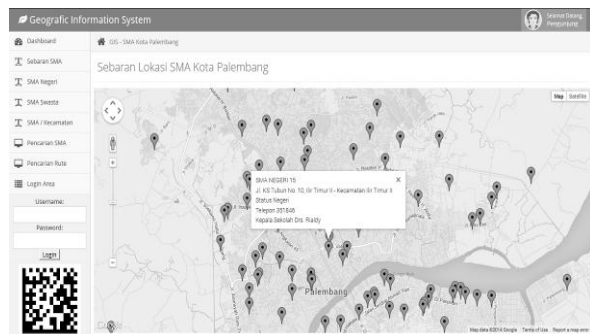 Geografic Information System
Selamat Datang,
Pengunjung
Dashboard
Sebaran SMA
SMA Negeri
SMA Swasta
SMA / Kecamatan
Pencarian SMA
Pencarian Rute
Login Area
Username:
Password:
Login
GIS - SMA Kota Palembang
Sebaran Lokasi SMA Kota Palembang
Map Satellite
SMA NEGERI 15 X
Jl. KS Tubun No. 10, Ilir Timur II - Kecamatan Ilir Timur II
Status Negeri
Telepon 351846
Kepala Sekolah Drs. Rialdy
Palembang
Google
Map data ©2014 Google Terms of Use Report a map error